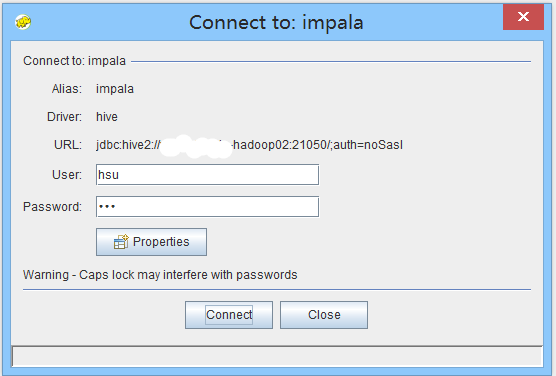 Connect to: impala
Connect to: impala
Alias: impala
Driver: hive
URL: jdbc:hive2:// -hadoop02:21050/;auth=noSasl
User: hsu
Password: •••
Properties
Warning - Caps lock may interfere with passwords
Connect Close